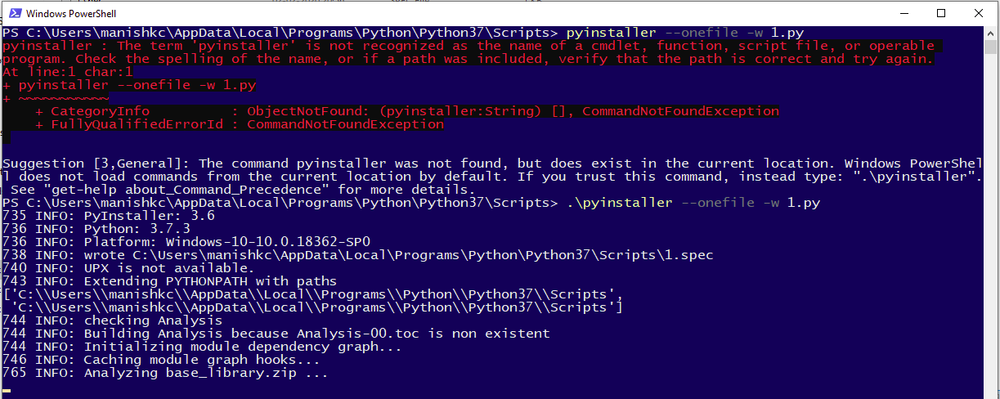 Windows PowerShell
PS C:\Users\manishkc\AppData\Local\Programs\Python\Python37\Scripts> pyinstaller --onefile -w 1.py
pyinstaller : The term 'pyinstaller' is not recognized as the name of a cmdlet, function, script file, or operable
program. Check the spelling of the name, or if a path was included, verify that the path is correct and try again.
At line:1 char:1
+ pyinstaller --onefile -w 1.py
+ ~~~~~~~~~~~
    + CategoryInfo          : ObjectNotFound: (pyinstaller:String) [], CommandNotFoundException
    + FullyQualifiedErrorId : CommandNotFoundException
Suggestion [3,General]: The command pyinstaller was not found, but does exist in the current location. Windows PowerShel
l does not load commands from the current location by default. If you trust this command, instead type: ".\pyinstaller".
 See "get-help about_Command_Precedence" for more details.
PS C:\Users\manishkc\AppData\Local\Programs\Python\Python37\Scripts> .\pyinstaller --onefile -w 1.py
735 INFO: PyInstaller: 3.6
736 INFO: Python: 3.7.3
736 INFO: Platform: Windows-10-10.0.18362-SP0
738 INFO: wrote C:\Users\manishkc\AppData\Local\Programs\Python\Python37\Scripts\1.spec
740 INFO: UPX is not available.
743 INFO: Extending PYTHONPATH with paths
['C:\\Users\\manishkc\\AppData\\Local\\Programs\\Python\\Python37\\Scripts',
 'C:\\Users\\manishkc\\AppData\\Local\\Programs\\Python\\Python37\\Scripts']
744 INFO: checking Analysis
744 INFO: Building Analysis because Analysis-00.toc is non existent
744 INFO: Initializing module dependency graph...
746 INFO: Caching module graph hooks...
765 INFO: Analyzing base_library.zip ...